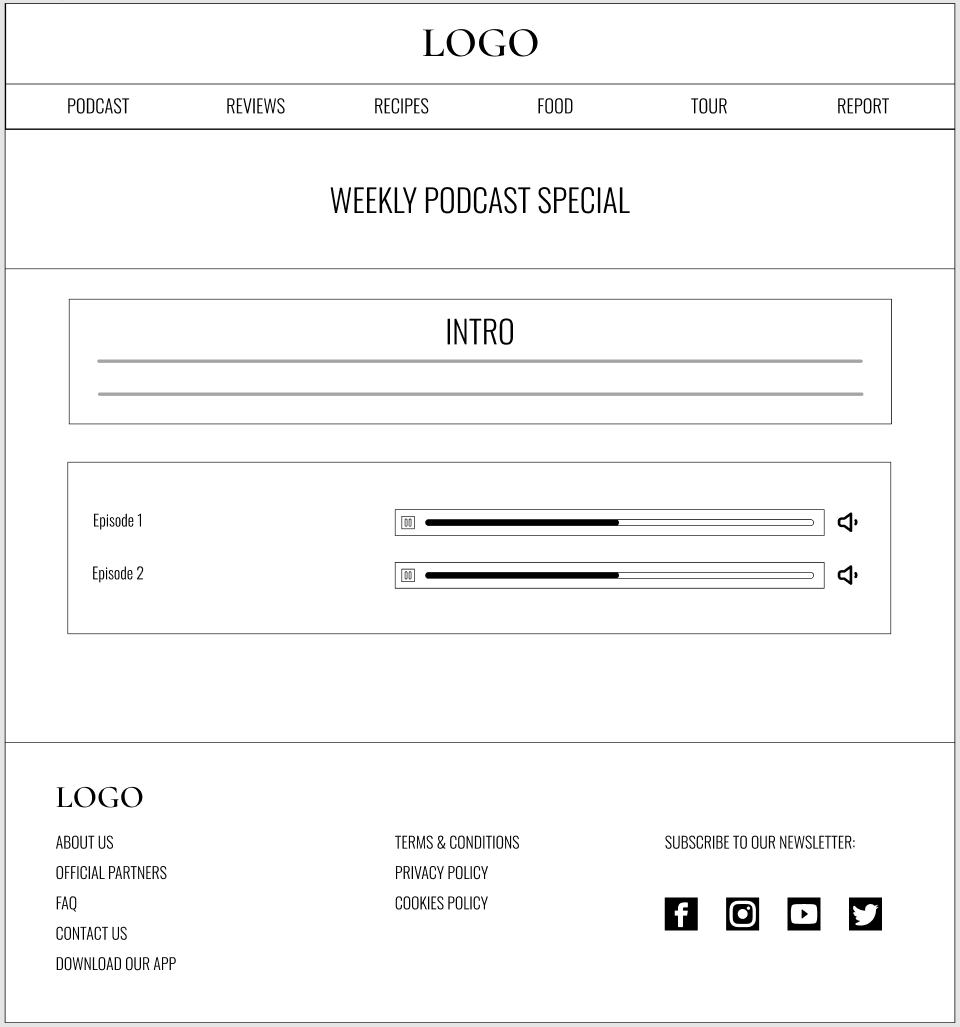 LOGO
PODCAST REVIEWS RECIPES FOOD TOUR REPORT
WEEKLY PODCAST SPECIAL
INTRO
Episode 1
Episode 2
LOGO
ABOUT US
OFFICIAL PARTNERS
FAQ
CONTACT US
DOWNLOAD OUR APP
TERMS & CONDITIONS
PRIVACY POLICY
COOKIES POLICY
SUBSCRIBE TO OUR NEWSLETTER: